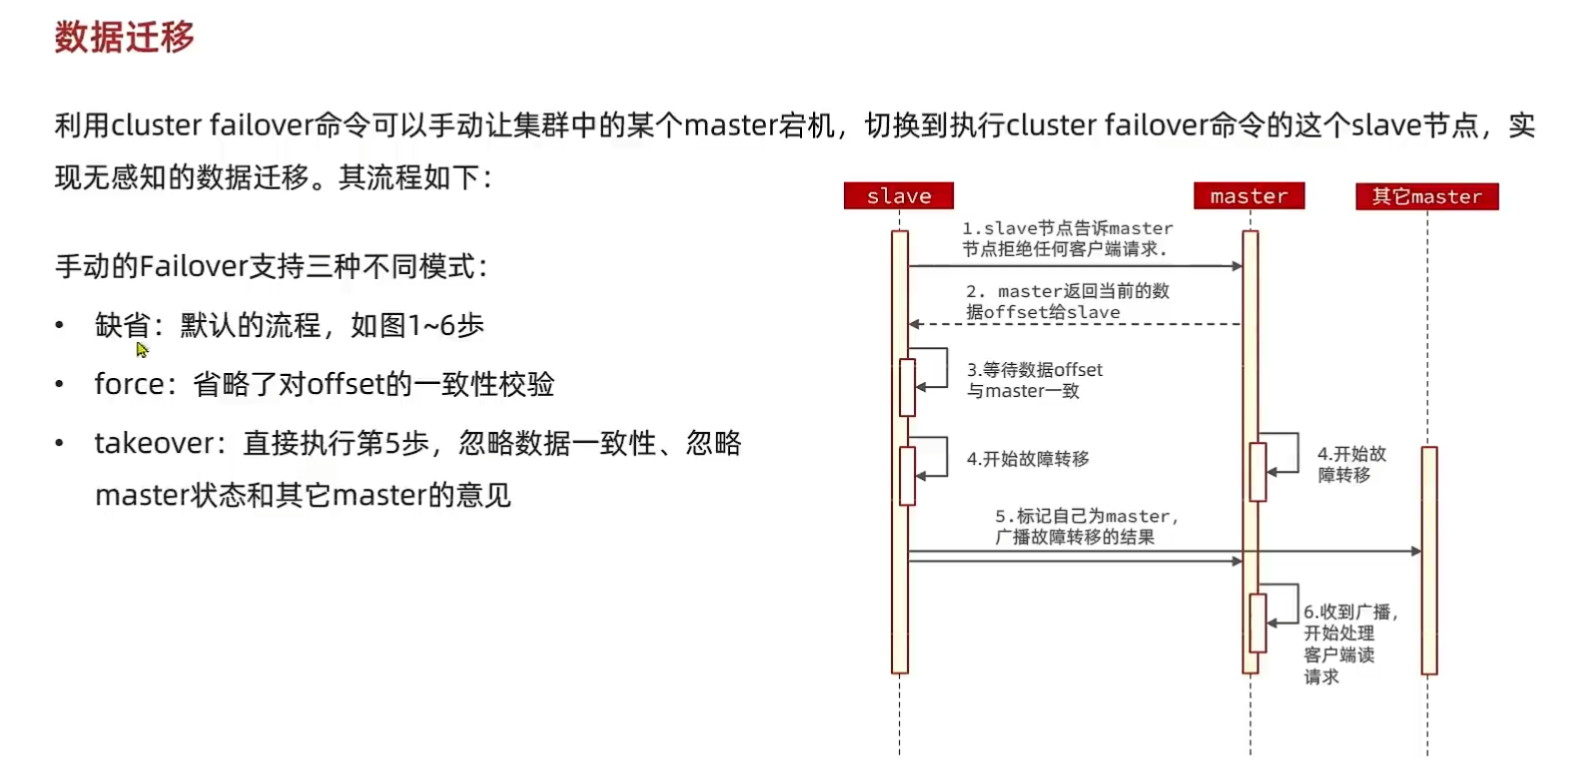 数据迁移
利用cluster failover命令可以手动让集群中的某个master宕机，切换到执行cluster failover命令的这个slave节点，实
现无感知的数据迁移。其流程如下：
手动的Failover支持三种不同模式：
• 缺省：默认的流程，如图1~6歩
• force：省略了对offset的一致性校验
• takeover：直接执行第5歩，忽略数据一致性、忽略
master状态和其它master的意见
slave
master
其它master
1.slave节点告诉master
节点拒绝任何客户端请求.
2. master返回当前的数
据offset给slave
3.等待数据offset
与master一致
4.开始故障转移
4.开始故
障转移
5.标记自己为master，
广播故障转移的结果
6.收到广播，
开始处理
客户端读
请求